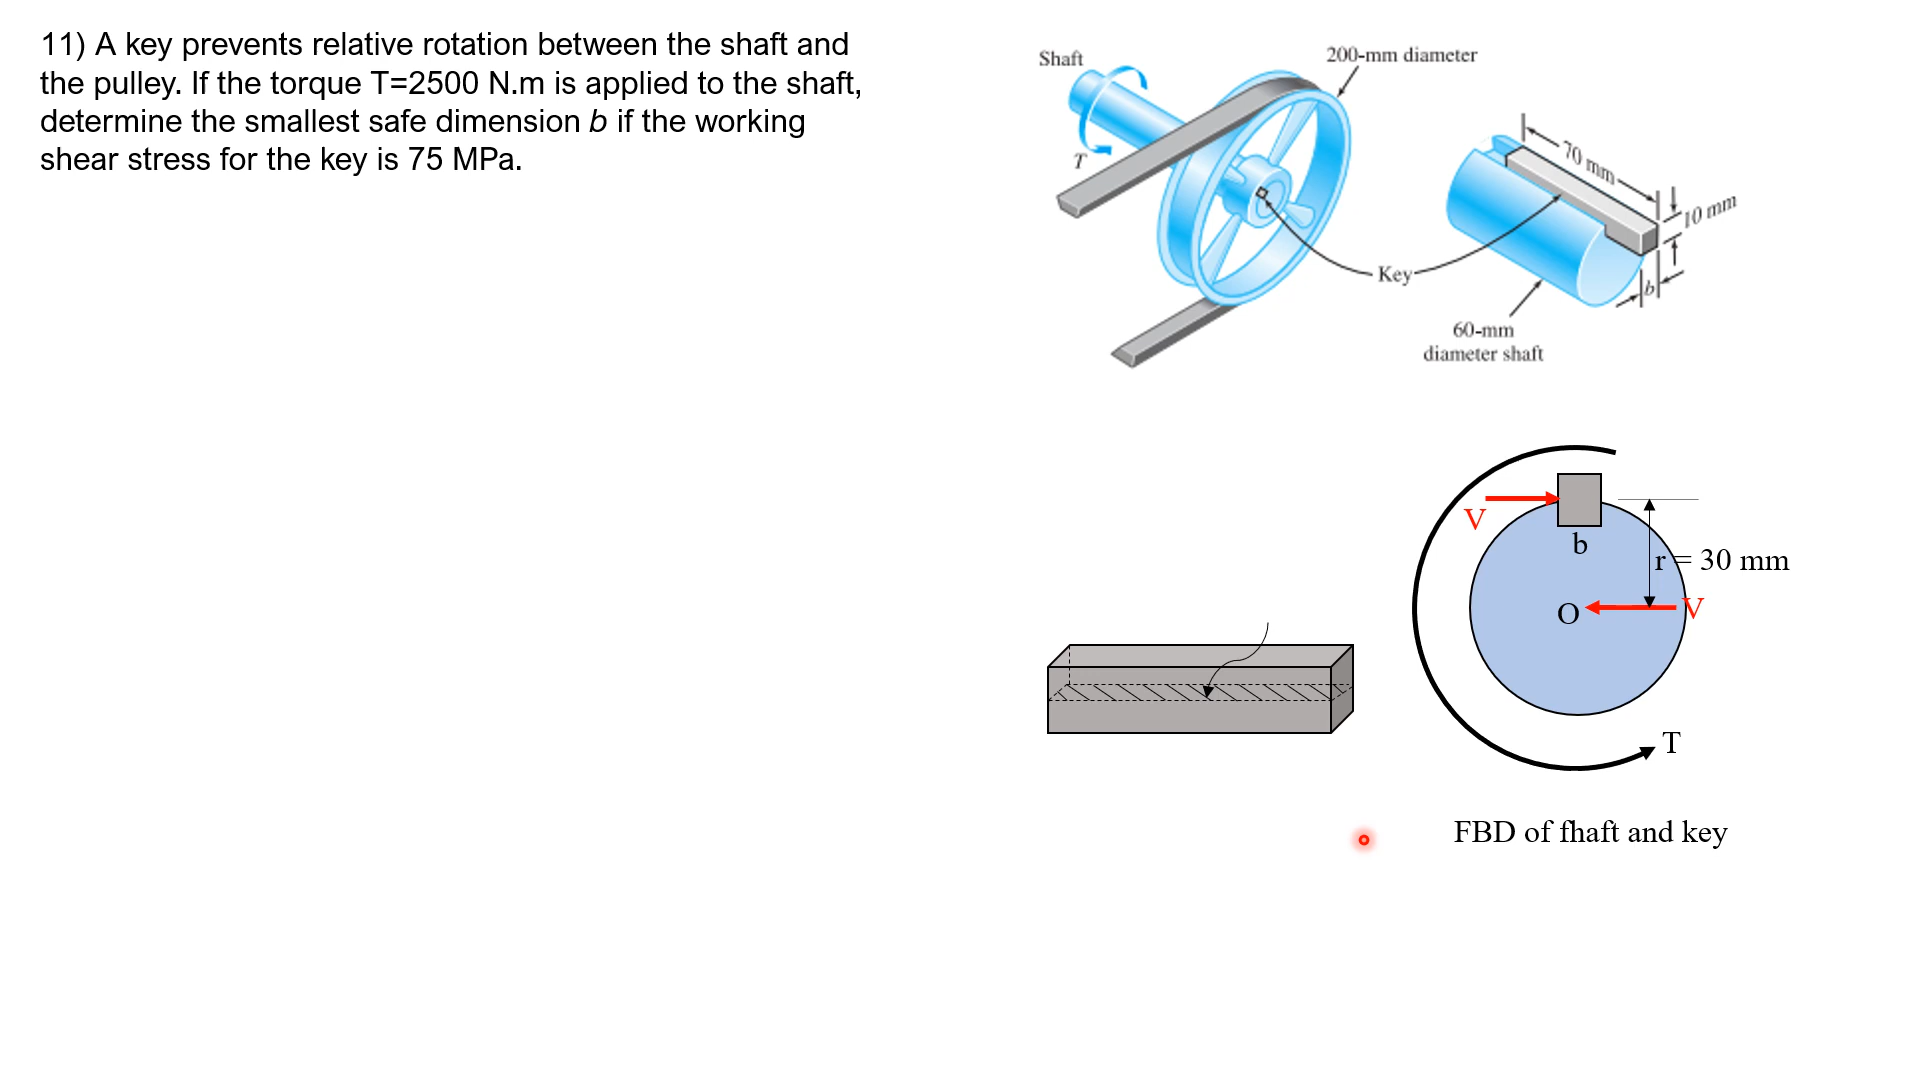 11) A key prevents relative rotation between the shaft and
the pulley. If the torque T=2500 N.m is applied to the shaft,
determine the smallest safe dimension b if the working
shear stress for the key is 75 MPa.
Shaft
200-mm diameter
T
70 mm
10 mm
Key
b
60-mm
diameter shaft
V
b
r = 30 mm
O
V
T
FBD of fhaft and key